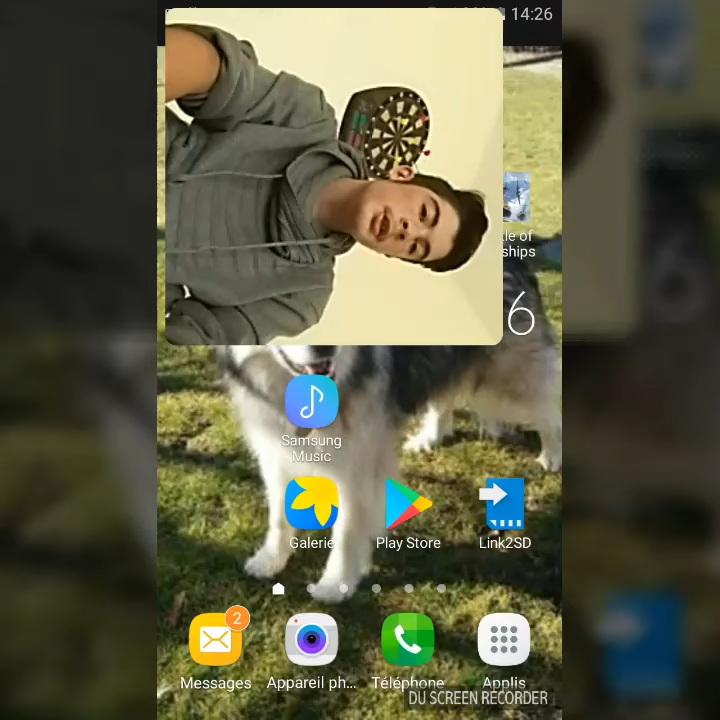 14:26
le of
ships
6
Samsung
Music
Galerie
Play Store
Link2SD
2
Messages
Appareil ph...
Téléphone
Applis
DU SCREEN RECORDER